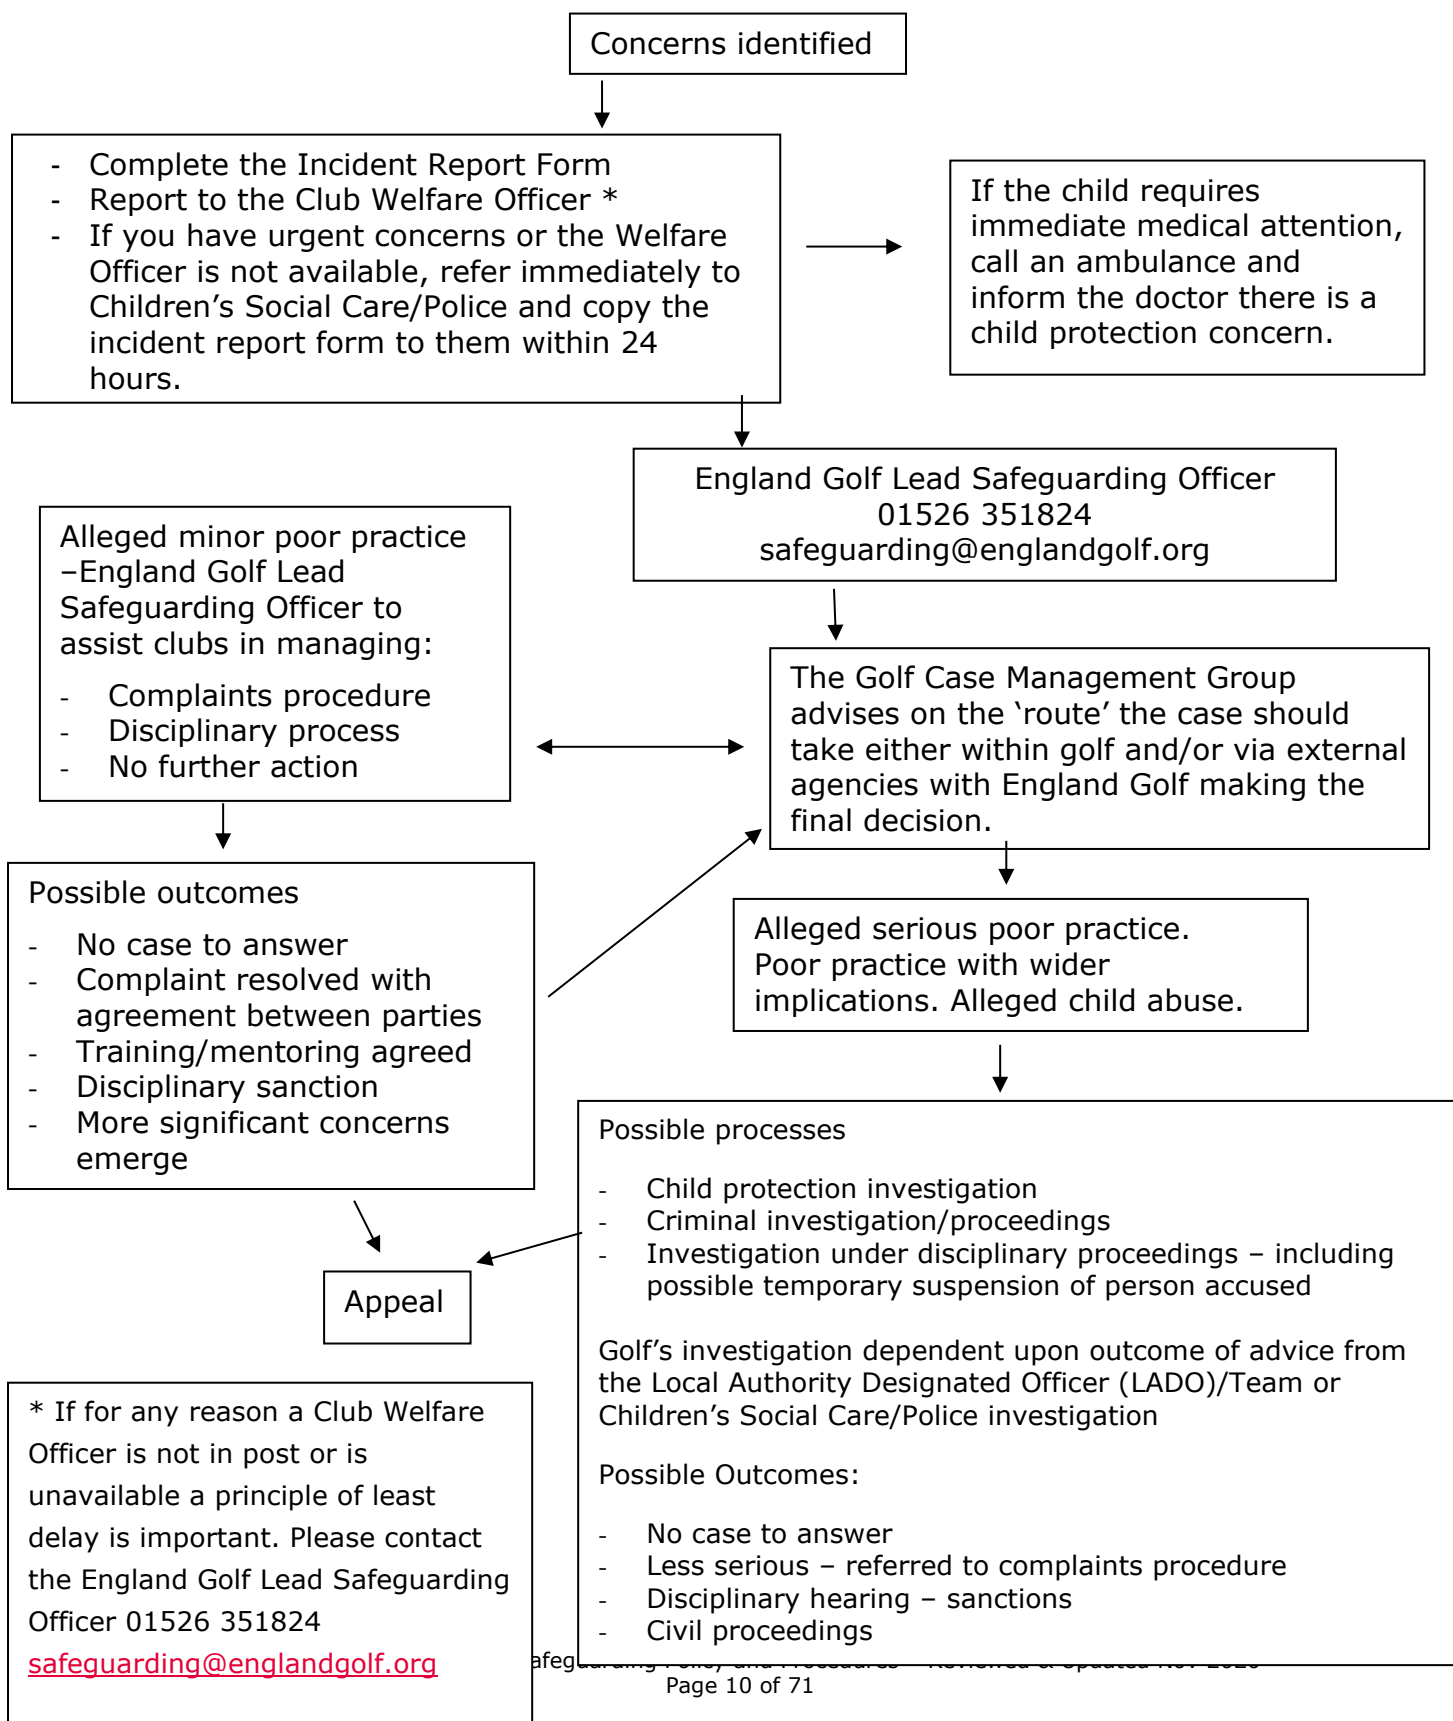 Concerns identified
- Complete the Incident Report Form
- Report to the Club Welfare Officer *
- If you have urgent concerns or the Welfare
Officer is not available, refer immediately to
Children’s Social Care/Police and copy the
incident report form to them within 24
hours.
If the child requires
immediate medical attention,
call an ambulance and
inform the doctor there is a
child protection concern.
England Golf Lead Safeguarding Officer
01526 351824
safeguarding@englandgolf.org
Alleged minor poor practice
–England Golf Lead
Safeguarding Officer to
assist clubs in managing:
- Complaints procedure
- Disciplinary process
- No further action
The Golf Case Management Group
advises on the ‘route’ the case should
take either within golf and/or via external
agencies with England Golf making the
final decision.
Possible outcomes
- No case to answer
- Complaint resolved with
agreement between parties
- Training/mentoring agreed
- Disciplinary sanction
- More significant concerns
emerge
Alleged serious poor practice.
Poor practice with wider
implications. Alleged child abuse.
Possible processes
- Child protection investigation
- Criminal investigation/proceedings
- Investigation under disciplinary proceedings – including
possible temporary suspension of person accused
Golf’s investigation dependent upon outcome of advice from
the Local Authority Designated Officer (LADO)/Team or
Children’s Social Care/Police investigation
Possible Outcomes:
- No case to answer
- Less serious – referred to complaints procedure
- Disciplinary hearing – sanctions
- Civil proceedings
Appeal
* If for any reason a Club Welfare
Officer is not in post or is
unavailable a principle of least
delay is important. Please contact
the England Golf Lead Safeguarding
Officer 01526 351824
safeguarding@englandgolf.org
Policy and Procedures
Page 10 of 71